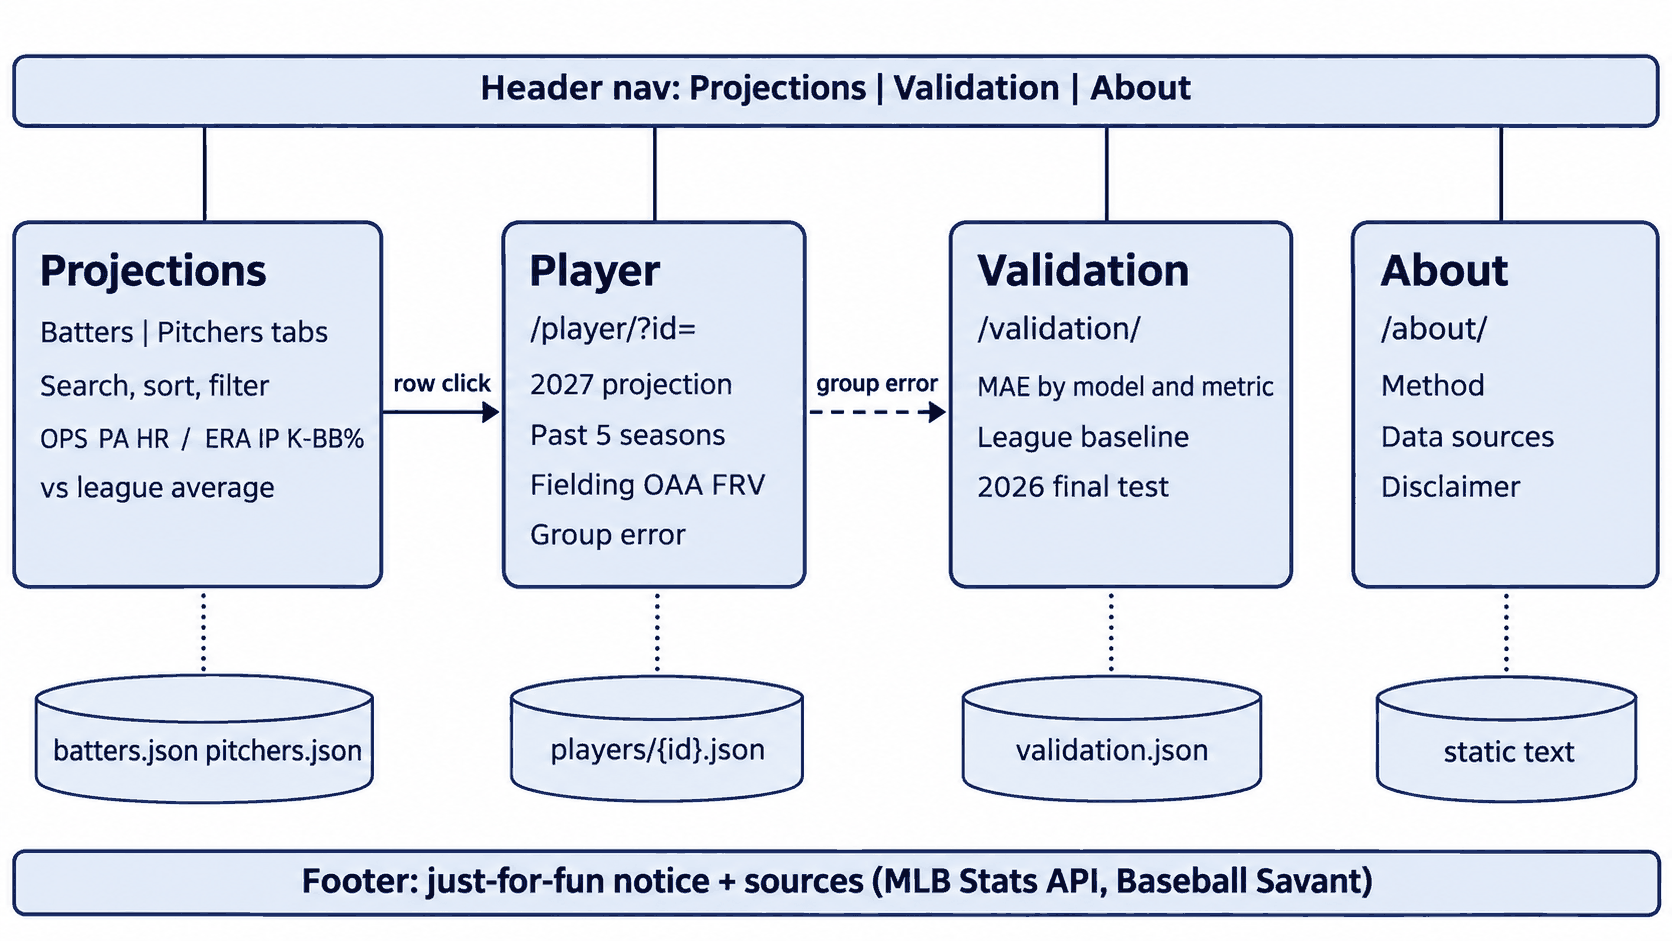 Header nav: Projections | Validation | About
Projections
Batters | Pitchers tabs
Search, sort, filter
OPS PA HR / ERA IP K-BB%
vs league average
row click
Player
/player/?id=
2027 projection
Past 5 seasons
Fielding OAA FRV
Group error
group error
Validation
/validation/
MAE by model and metric
League baseline
2026 final test
About
/about/
Method
Data sources
Disclaimer
batters.json pitchers.json
players/{id}.json
validation.json
static text
Footer: just-for-fun notice + sources (MLB Stats API, Baseball Savant)